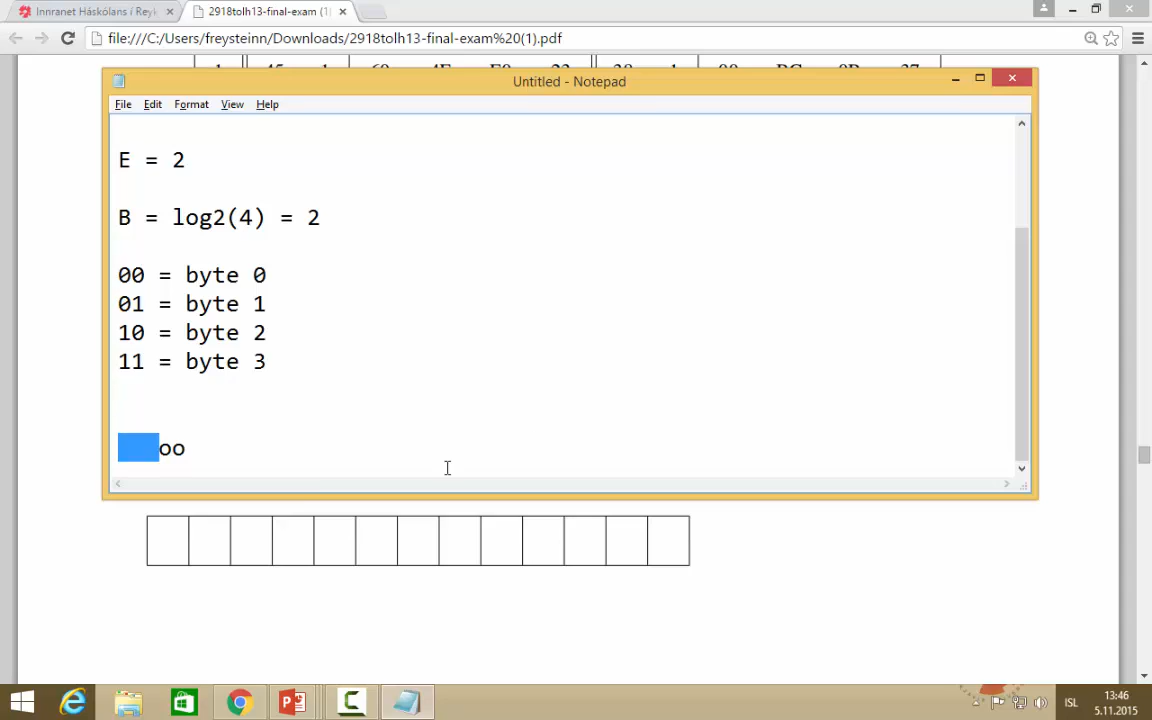 Innranet Háskólans í Reyk
2918tolh13-final-exam (1)
file:///C:/Users/freysteinn/Downloads/2918tolh13-final-exam%20(1).pdf
Untitled - Notepad
File Edit Format View Help
E = 2
B = log2(4) = 2
00 = byte 0
01 = byte 1
10 = byte 2
11 = byte 3
oo
ISL
13:46
5.11.2015